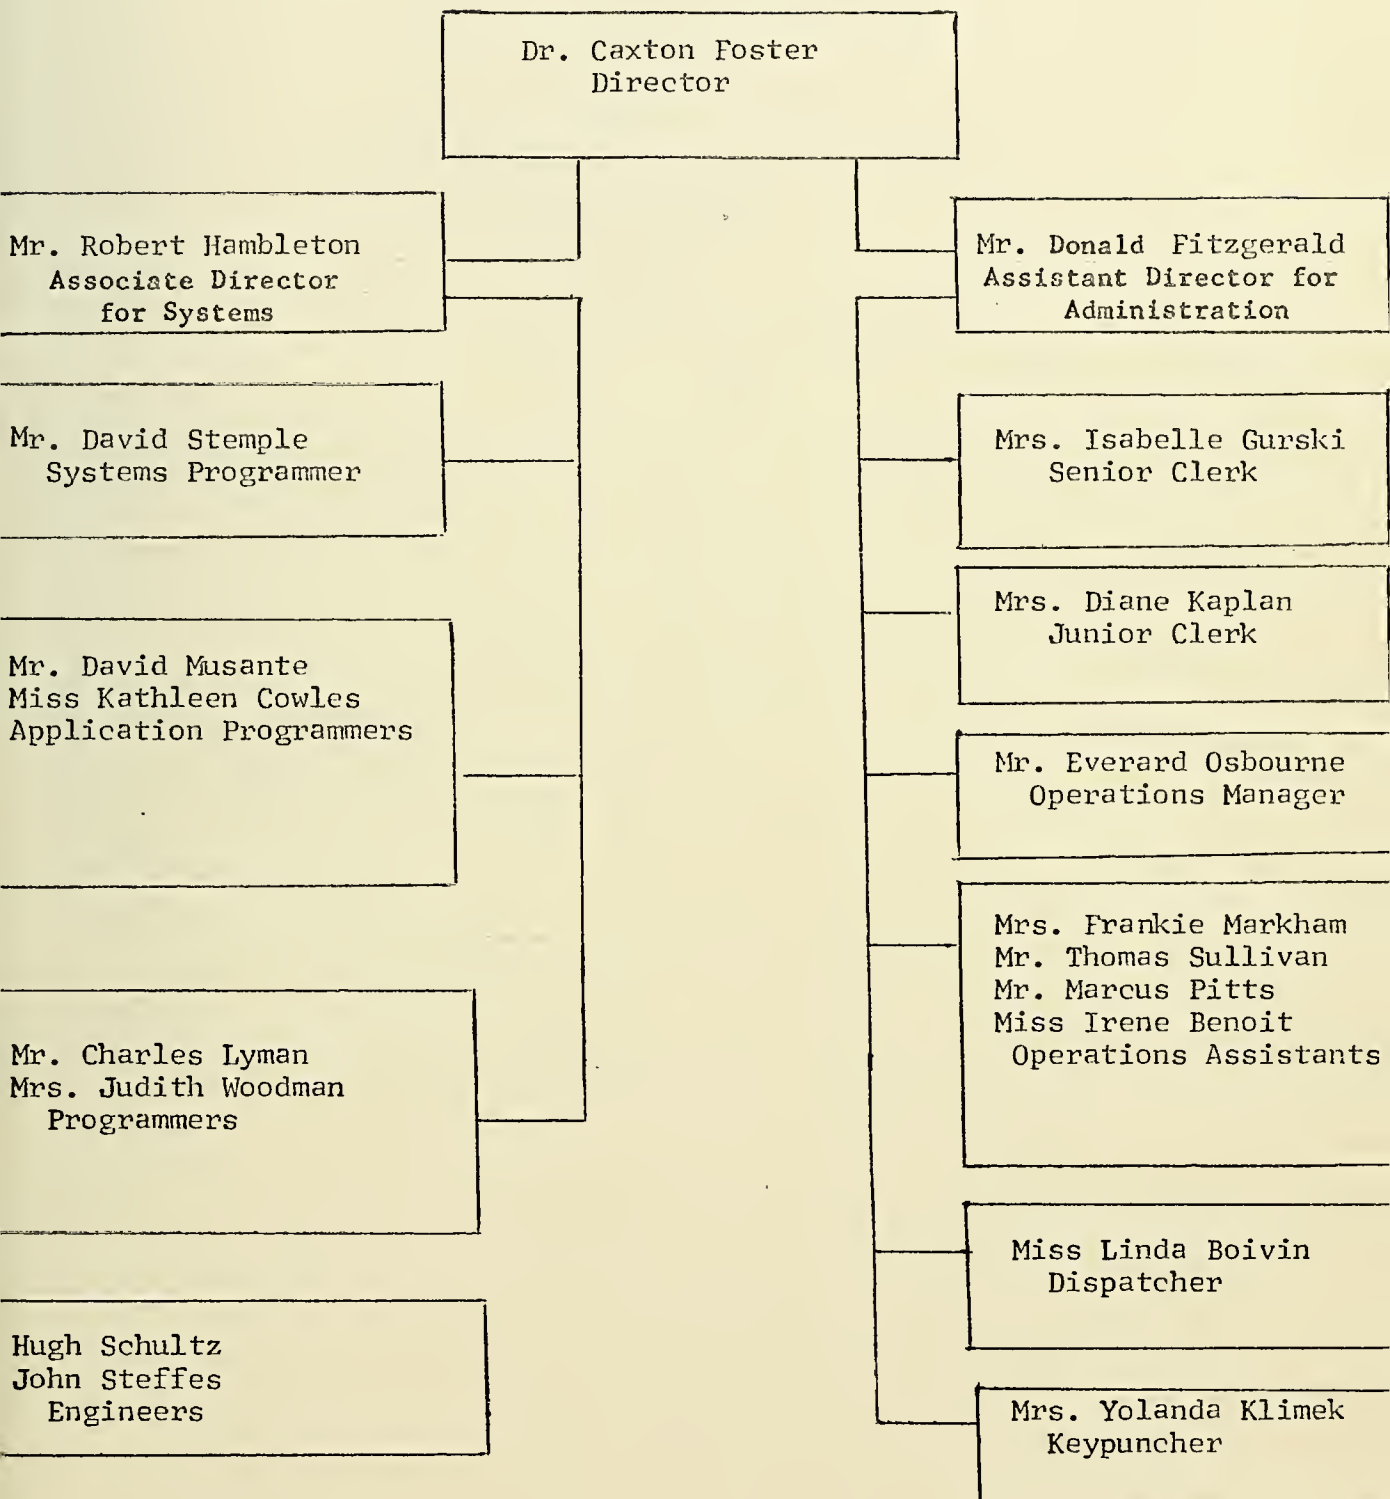 Dr. Caxton Foster
Director
Mr. Robert Hambleton
Associate Director
for Systems
Mr. David Stemple
Systems Programmer
Mr. David Musante
Miss Kathleen Cowles
Application Programmers
Mr. Charles Lyman
Mrs. Judith Woodman
Programmers
Hugh Schultz
John Steffes
Engineers
Mr. Donald Fitzgerald
Assistant Director for
Administration
Mrs. Isabelle Gurski
Senior Clerk
Mrs. Diane Kaplan
Junior Clerk
Mr. Everard Osbourne
Operations Manager
Mrs. Frankie Markham
Mr. Thomas Sullivan
Mr. Marcus Pitts
Miss Irene Benoit
Operations Assistants
Miss Linda Boivin
Dispatcher
Mrs. Yolanda Klimek
Keypuncher